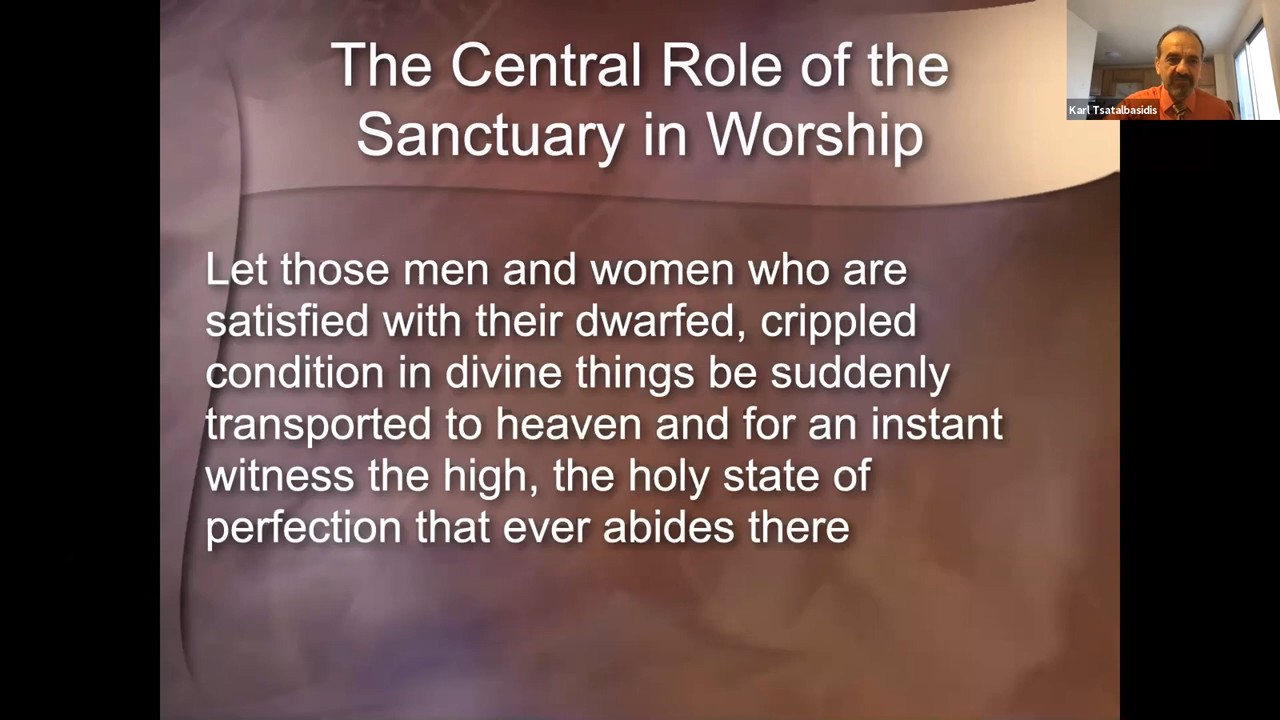 The Central Role of the
Sanctuary in Worship
Karl Tsatalbasidis
Let those men and women who are
satisfied with their dwarfed, crippled
condition in divine things be suddenly
transported to heaven and for an instant
witness the high, the holy state of
perfection that ever abides there